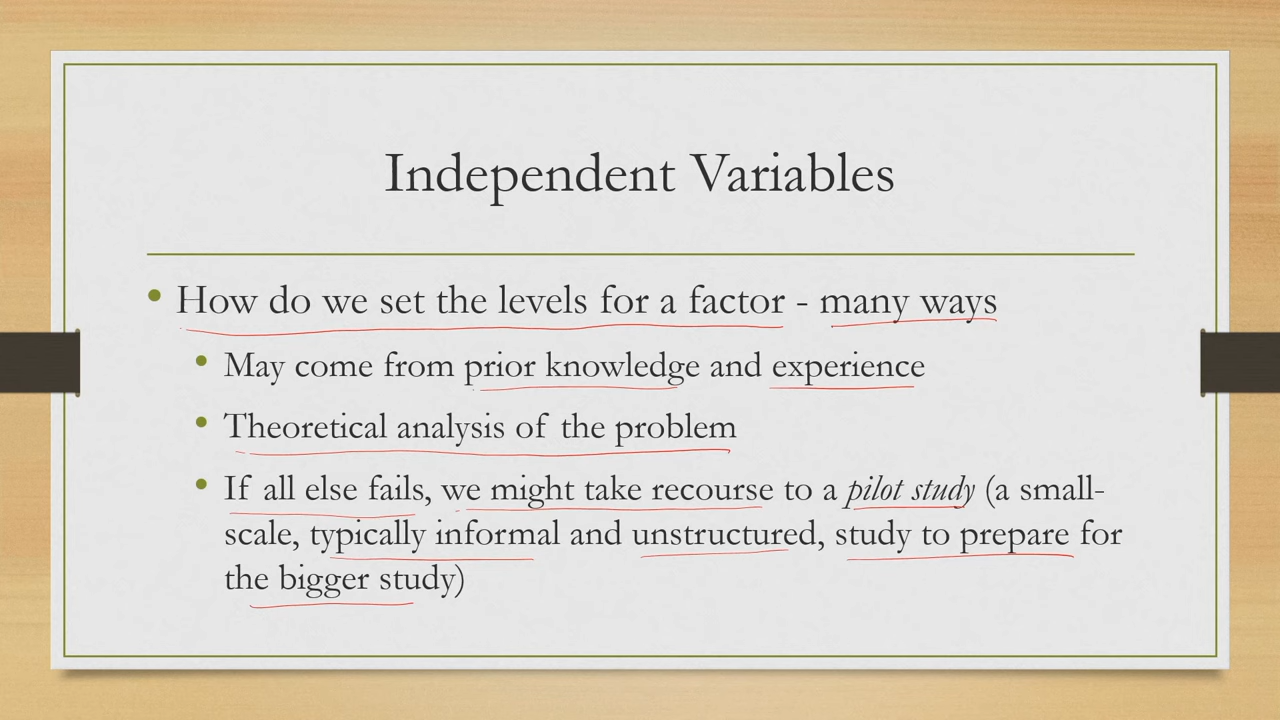 Independent Variables
• How do we set the levels for a factor - many ways
• May come from prior knowledge and experience
• Theoretical analysis of the problem
• If all else fails, we might take recourse to a pilot study (a small-
scale, typically informal and unstructured, study to prepare for
the bigger study)